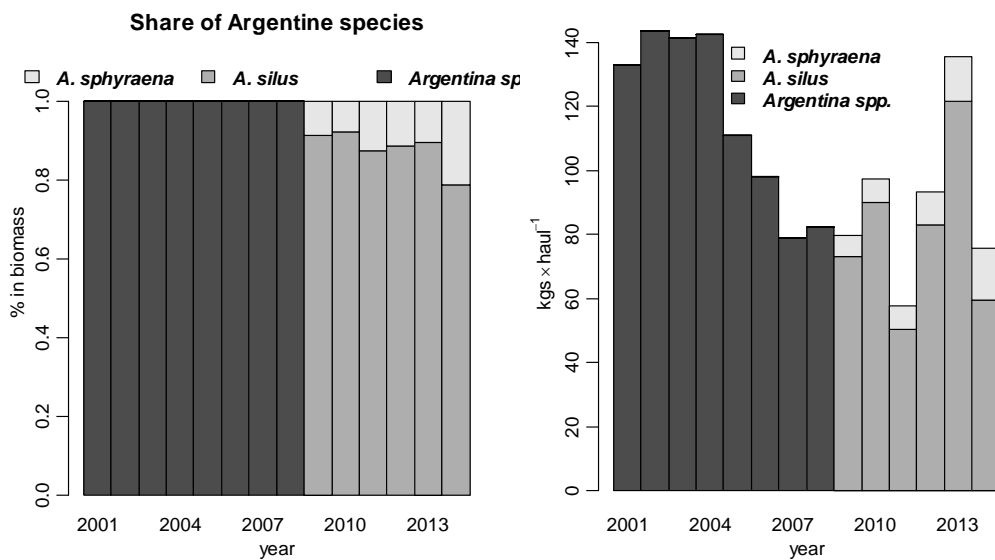 Share of Argentine species
A. sphyraena A. silus Argentina sp
% in biomass
1.0
0.8
0.6
0.4
0.2
0.0
2001 2004 2007 2010 2013
year
A. sphyraena
A. silus
Argentina spp.
kgs × haul⁻¹
140
120
100
80
60
40
20
0
2001 2004 2007 2010 2013
year